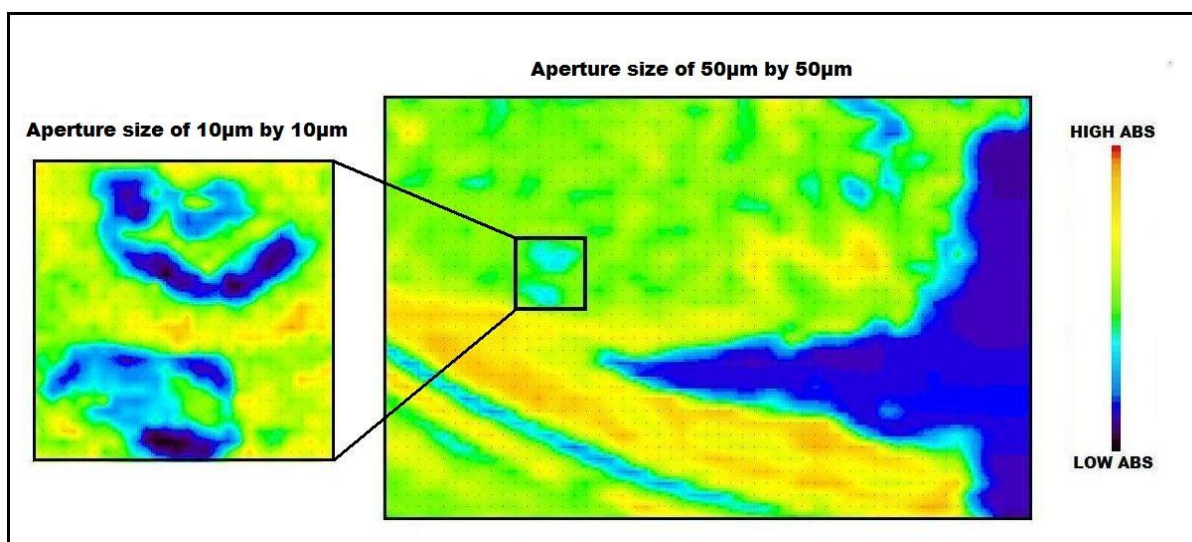 Aperture size of 50µm by 50µm
Aperture size of 10µm by 10µm
HIGH ABS
LOW ABS